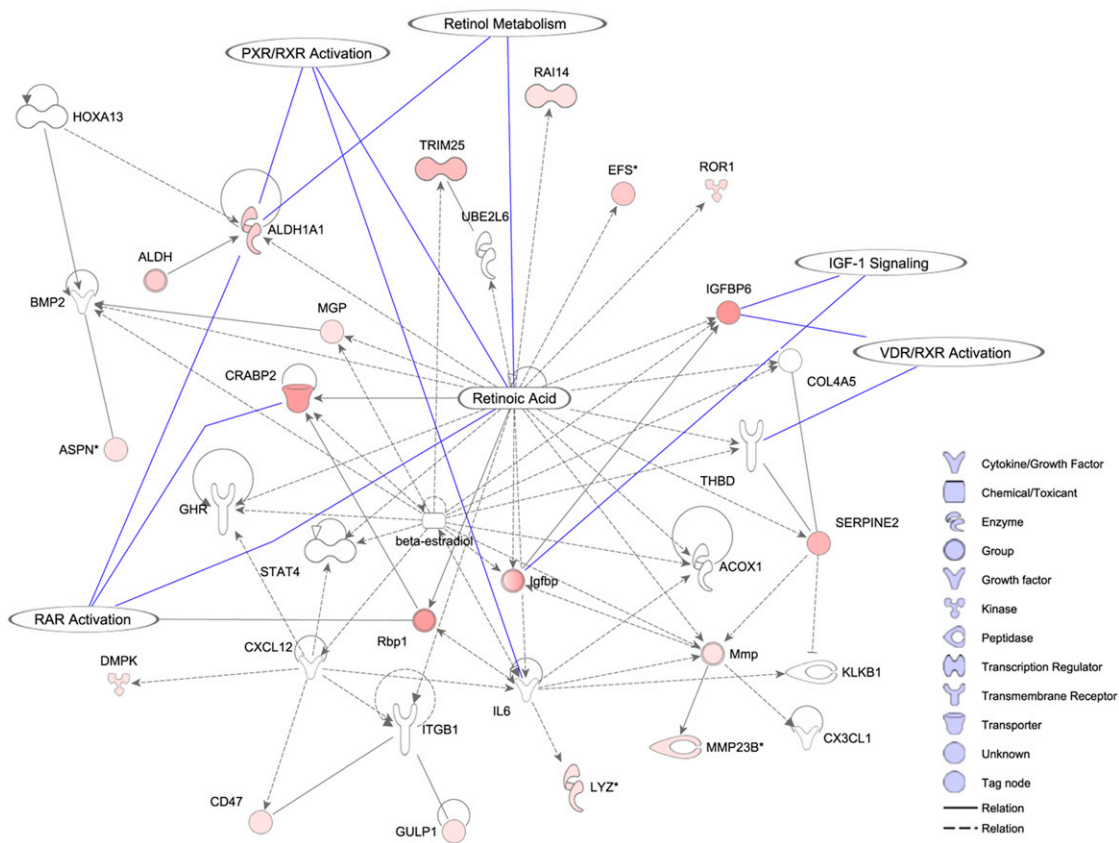 Retinol Metabolism
PXR/RXR Activation
RAI14
HOXA13
TRIM25
EFS*
ROR1
UBE2L6
ALDH1A1
ALDH
IGF-1 Signaling
BMP2
IGFBP6
MGP
VDR/RXR Activation
CRABP2
COL4A5
Retinoic Acid
ASPN*
THBD
GHR
SERPINE2
beta-estradiol
STAT4
ACOX1
Igfbp
RAR Activation
Rbp1
CXCL12
DMPK
Mmp
KLKB1
IL6
ITGB1
CX3CL1
MMP23B*
LYZ*
CD47
GULP1
Cytokine/Growth Factor
Chemical/Toxicant
Enzyme
Group
Growth factor
Kinase
Peptidase
Transcription Regulator
Transmembrane Receptor
Transporter
Unknown
Tag node
Relation
Relation